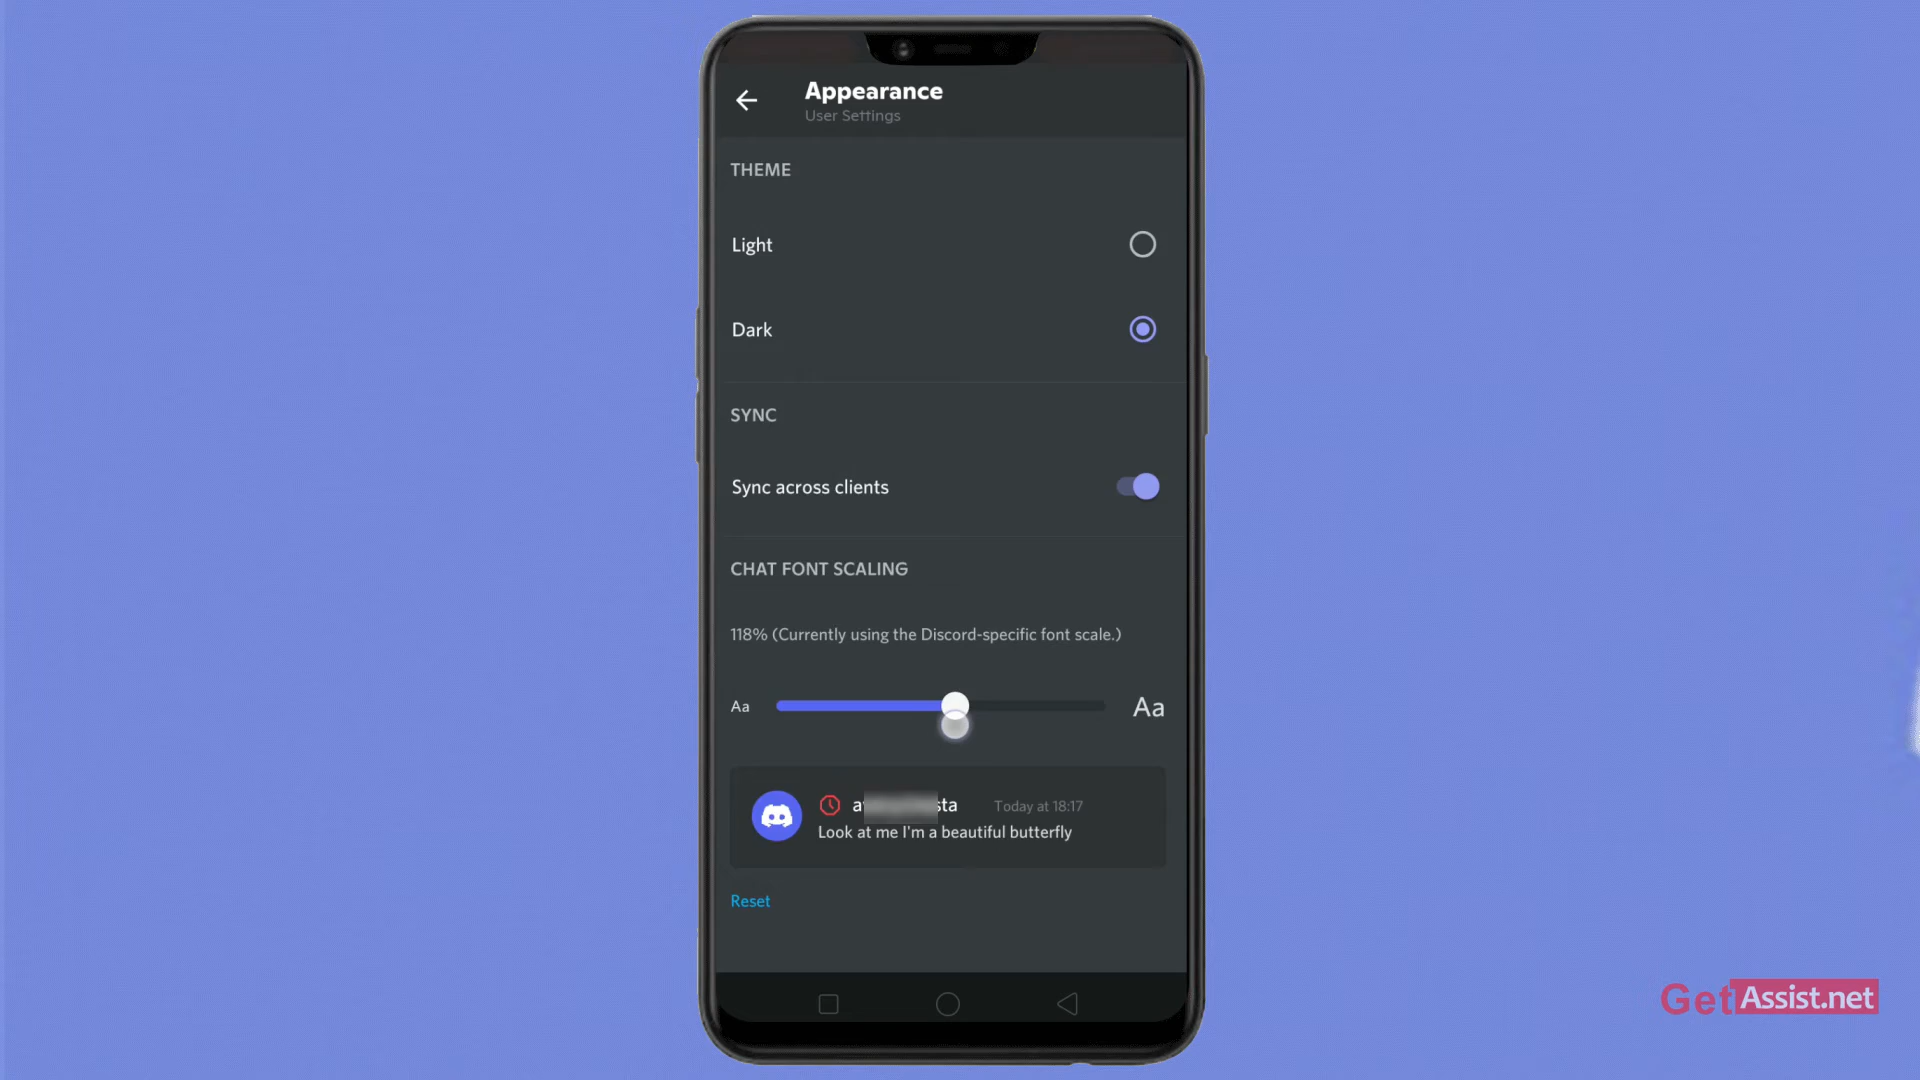 Appearance
User Settings
THEME
Light
Dark
SYNC
Sync across clients
CHAT FONT SCALING
118% (Currently using the Discord-specific font scale.)
Aa Aa
Today at 18:17
Look at me I'm a beautiful butterfly
Reset
GetAssist.net